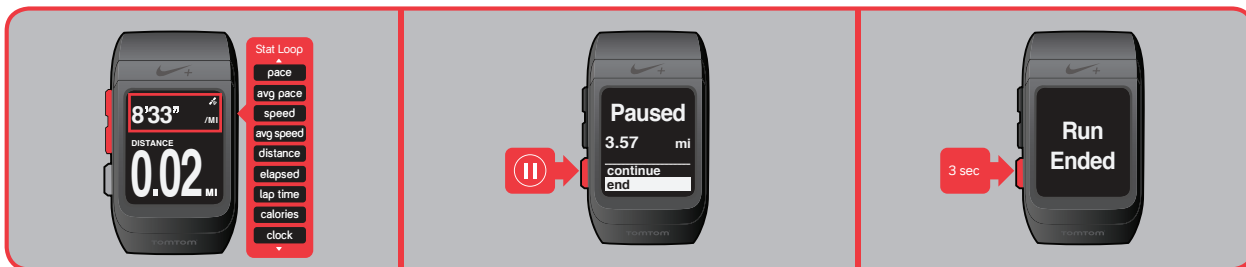 Stat Loop
pace
avg pace
speed
avg speed
distance
elapsed
lap time
calories
clock
8'33" /MI
DISTANCE
0.02 MI
TOMTOM
Paused
3.57 mi
continue
end
TOMTOM
3 sec
Run
Ended
TOMTOM